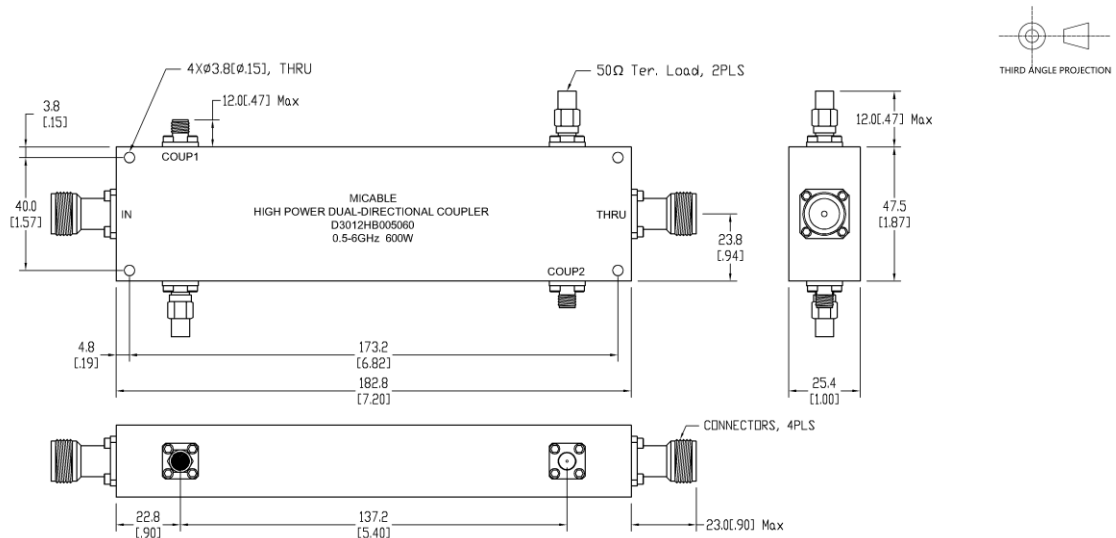 THIRD ANGLE PROJECTION
4XØ3.8[Ø.15], THRU
50Ω Ter. Load, 2PLS
12.0[.47] Max
3.8
[.15]
12.0[.47] Max
COUP1
40.0
[1.57]
IN
MICABLE
HIGH POWER DUAL-DIRECTIONAL COUPLER
D3012HB005060
0.5-6GHz 600W
THRU
47.5
[1.87]
23.8
[.94]
COUP2
4.8
[.19]
173.2
[6.82]
182.8
[7.20]
25.4
[1.00]
CONNECTORS, 4PLS
22.8
[.90]
137.2
[5.40]
23.0[.90] Max